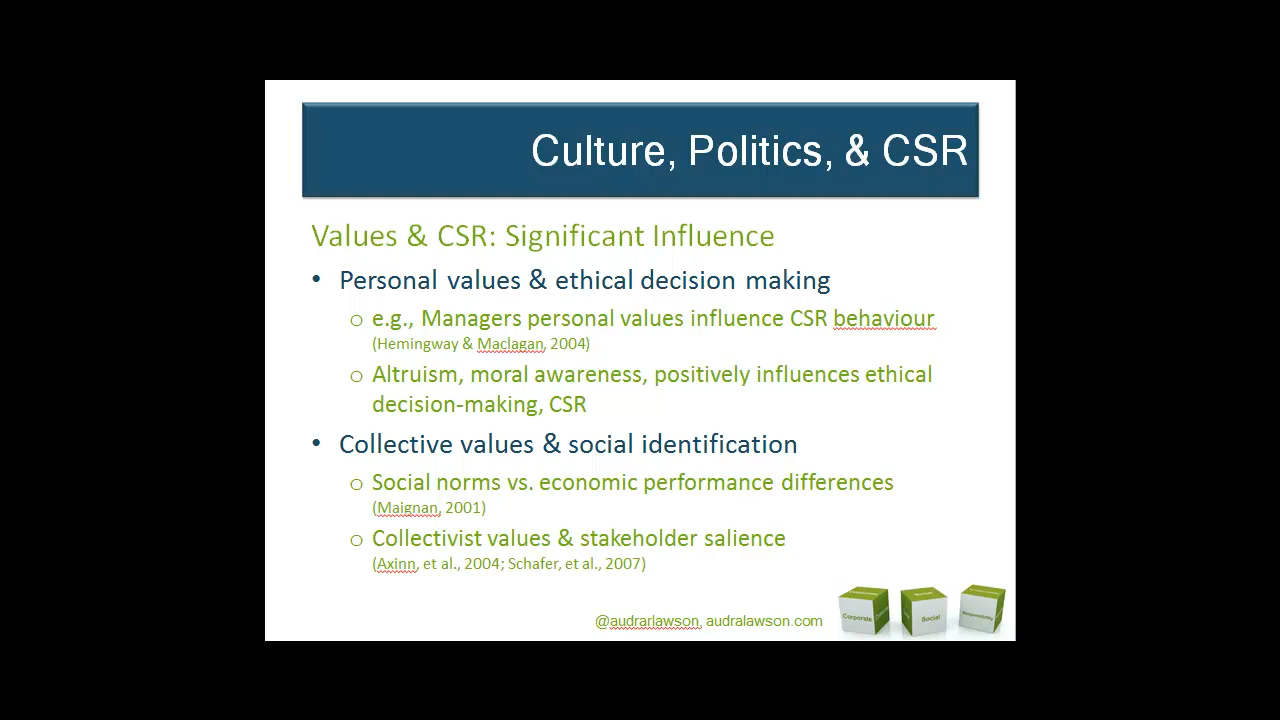 Culture, Politics, & CSR
Values & CSR: Significant Influence
• Personal values & ethical decision making
o e.g., Managers personal values influence CSR behaviour
(Hemingway & Maclagan, 2004)
o Altruism, moral awareness, positively influences ethical
decision-making, CSR
• Collective values & social identification
o Social norms vs. economic performance differences
(Maignan, 2001)
o Collectivist values & stakeholder salience
(Axinn, et al., 2004; Schafer, et al., 2007)
@audrarlawson, audralawson.com
Corporate
Social
Responsibility